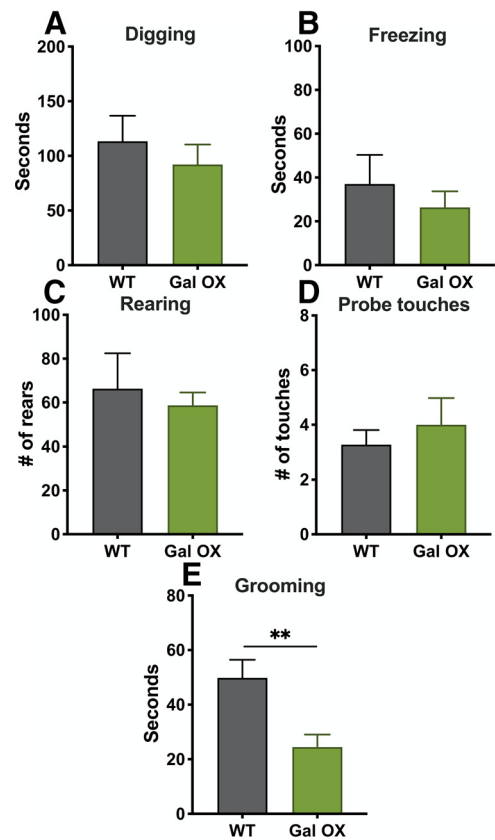 A
Digging
200
150
100
50
0
Seconds
WT
Gal OX
B
Freezing
100
80
60
40
20
0
Seconds
WT
Gal OX
C
Rearing
100
80
60
40
20
0
# of rears
WT
Gal OX
D
Probe touches
8
6
4
2
0
# of touches
WT
Gal OX
E
Grooming
80
60
40
20
0
Seconds
**
WT
Gal OX